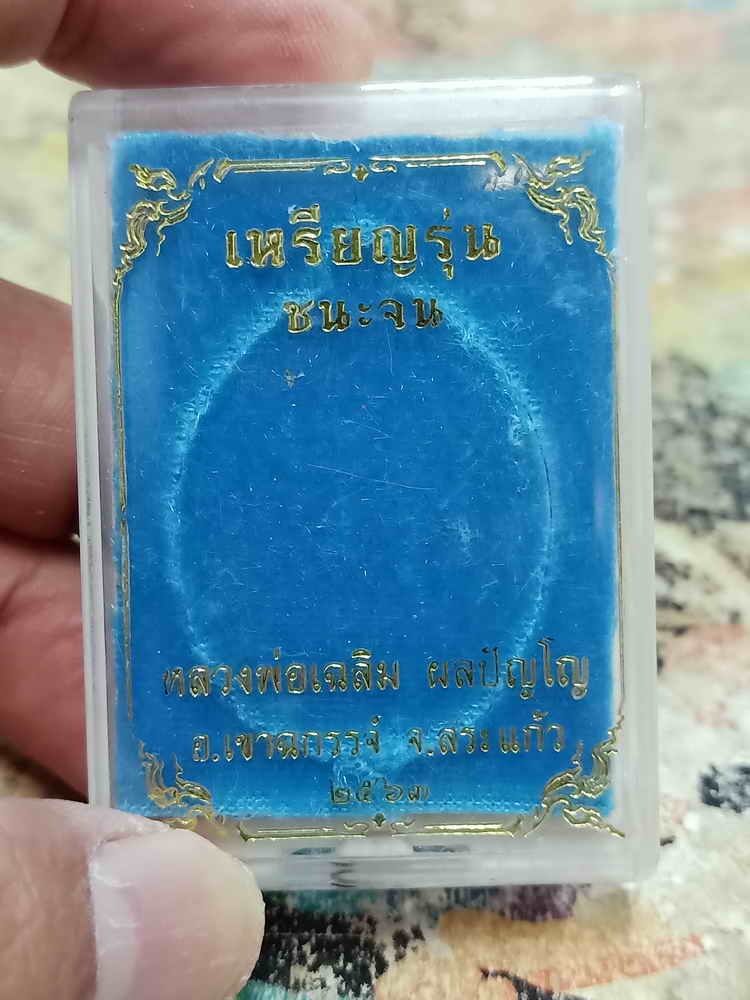 เหรียญรุ่น
ชนะจน
หลวงพ่อเฉลิม ผลปัญโญ
อ.เขาฉกรรจ์ จ.สระแก้ว
๒๕๖๓